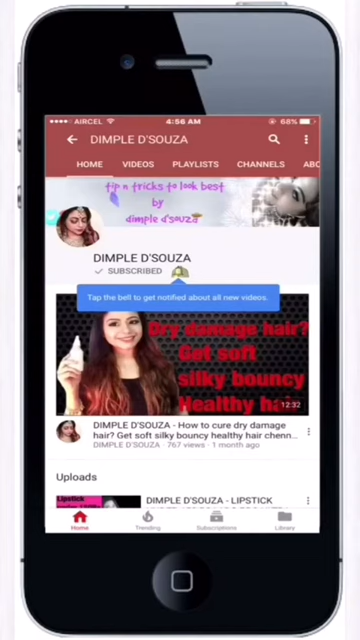 AIRCEL 4:56 AM 68%
DIMPLE D'SOUZA
HOME VIDEOS PLAYLISTS CHANNELS ABO
tip n tricks to look best
by
dimple d'souza
DIMPLE D'SOUZA
SUBSCRIBED
Tap the bell to get notified about all new videos.
Dry damage hair?
Get soft
silky bouncy
Healthy hair
12:32
DIMPLE D'SOUZA - How to cure dry damage
hair? Get soft silky bouncy healthy hair chenn...
DIMPLE D'SOUZA · 767 views · 1 month ago
Uploads
Lipstick
DIMPLE D'SOUZA - LIPSTICK
Home Trending Subscriptions Library